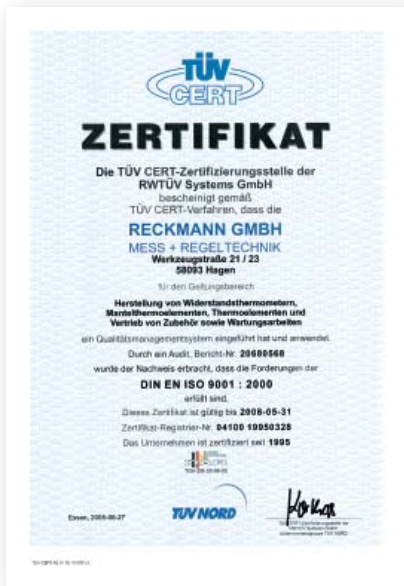 TÜV
CERT
ZERTIFIKAT
Die TÜV CERT-Zertifizierungsstelle der
RWTÜV Systems GmbH
bescheinigt gemäß
TÜV CERT-Verfahren, dass die
RECKMANN GMBH
MESS + REGELTECHNIK
Werkzeugstraße 21 / 23
58093 Hagen
für den Geltungsbereich
Herstellung von Widerstandsthermometern,
Mantelthermoelementen, Thermoelementen und
Vertrieb von Zubehör sowie Wartungsarbeiten
ein Qualitätsmanagementsystem eingeführt hat und anwendet.
Durch ein Audit, Bericht-Nr. 20680568
wurde der Nachweis erbracht, dass die Forderungen der
DIN EN ISO 9001 : 2000
erfüllt sind.
Dieses Zertifikat ist gültig bis 2008-05-31
Zertifikat-Registrier-Nr. 04100 19950328
Das Unternehmen ist zertifiziert seit 1995
Essen,
TÜV NORD